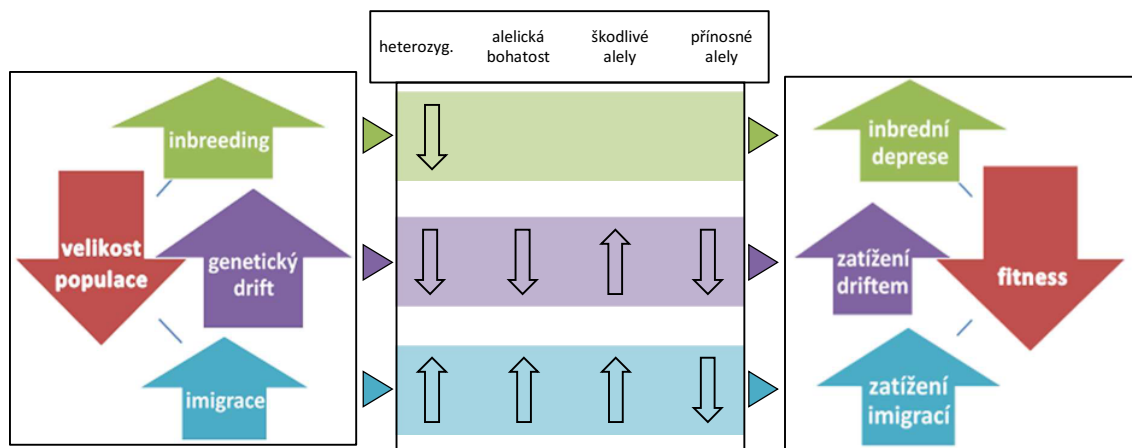 heterozyg.
alelická
bohatost
škodlivé
alely
přínosné
alely
inbreeding
velikost
populace
genetický
drift
imigrace
inbrední
deprese
zatížení
driftem
fitness
zatížení
imigrací